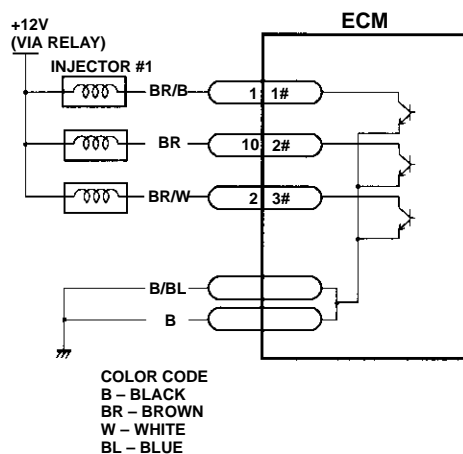 +12V
(VIA RELAY)
ECM
INJECTOR #1
BR/B
1 1#
BR
10 2#
BR/W
2 3#
B/BL
B
COLOR CODE
B – BLACK
BR – BROWN
W – WHITE
BL – BLUE